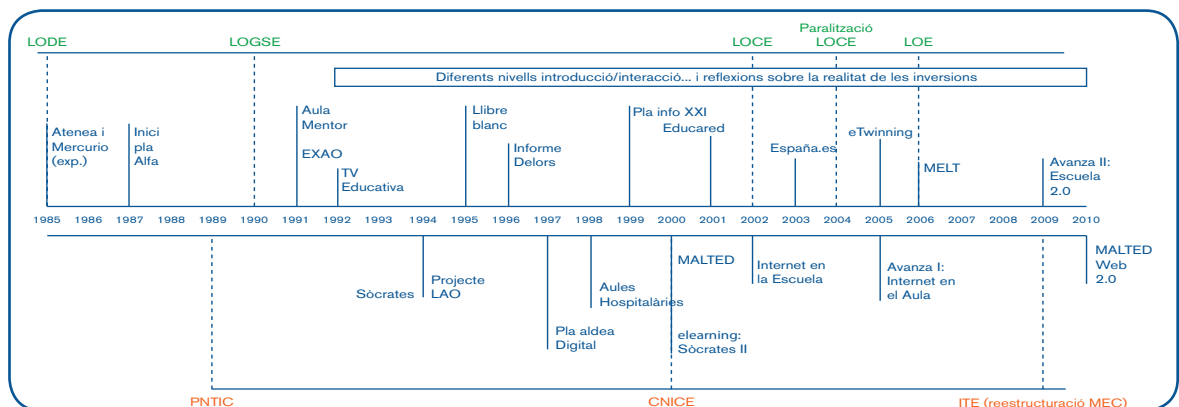 Paralització
LODE LOGSE LOCE LOCE LOE
Diferents nivells introducció/interacció... i reflexions sobre la realitat de les inversions
Atenea i
Mercurio
(exp.)
Inici
pla
Alfa
Aula
Mentor
EXAO
TV
Educativa
Llibre
blanc
Informe
Delors
Pla info XXI
Educared
España.es
eTwinning
MELT
Avanza II:
Escuela
2.0
1985 1986 1987 1988 1989 1990 1991 1992 1993 1994 1995 1996 1997 1998 1999 2000 2001 2002 2003 2004 2005 2006 2007 2008 2009 2010
Sòcrates
Projecte
LAO
Pla aldea
Digital
Aules
Hospitalàries
MALTED
elearning:
Sòcrates II
Internet en
la Escuela
Avanza I:
Internet en
el Aula
MALTED
Web
2.0
PNTIC CNICE ITE (reestructuració MEC)